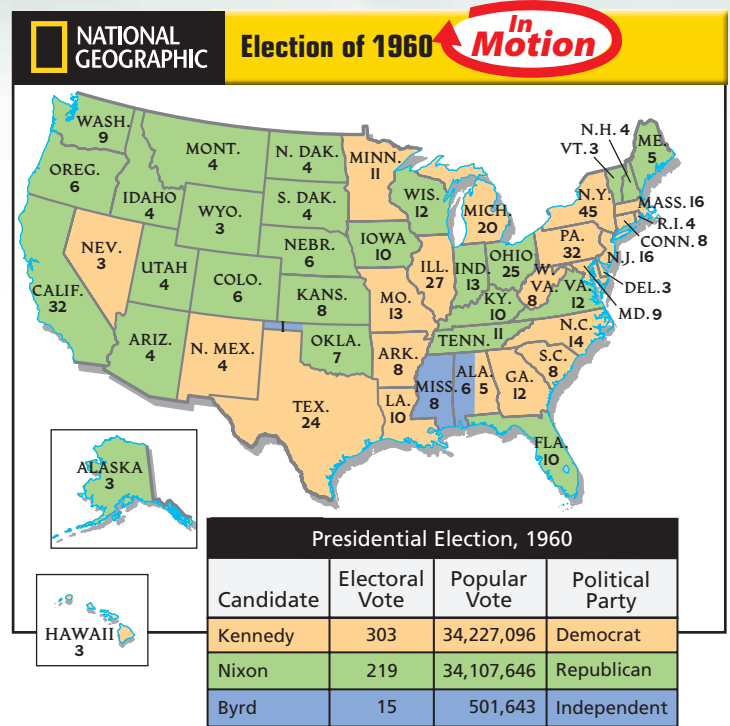 NATIONAL
GEOGRAPHIC
Election of 1960
In
Motion
WASH.
9
OREG.
6
CALIF.
32
NEV.
3
IDAHO
4
MONT.
4
WYO.
3
UTAH
4
ARIZ.
4
COLO.
6
N. MEX.
4
N. DAK.
4
S. DAK.
4
NEBR.
6
KANS.
8
1
OKLA.
7
TEX.
24
MINN.
11
IOWA
10
MO.
13
ARK.
8
LA.
10
WIS.
12
ILL.
27
MICH.
20
IND.
13
OHIO
25
KY.
10
TENN. 11
MISS.
8
ALA.
6 5
GA.
12
FLA.
10
S.C.
8
N.C.
14
VA.
12
W.
VA.
8
PA.
32
N.Y.
45
VT. 3
N.H. 4
ME.
5
MASS. 16
R.I. 4
CONN. 8
N.J. 16
DEL. 3
MD. 9
ALASKA
3
HAWAII
3
Presidential Election, 1960
Candidate Electoral Vote Popular Vote Political Party
Kennedy 303 34,227,096 Democrat
Nixon 219 34,107,646 Republican
Byrd 15 501,643 Independent